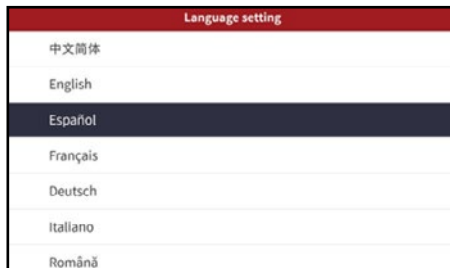 Language setting
中文简体
English
Español
Français
Deutsch
Italiano
Română